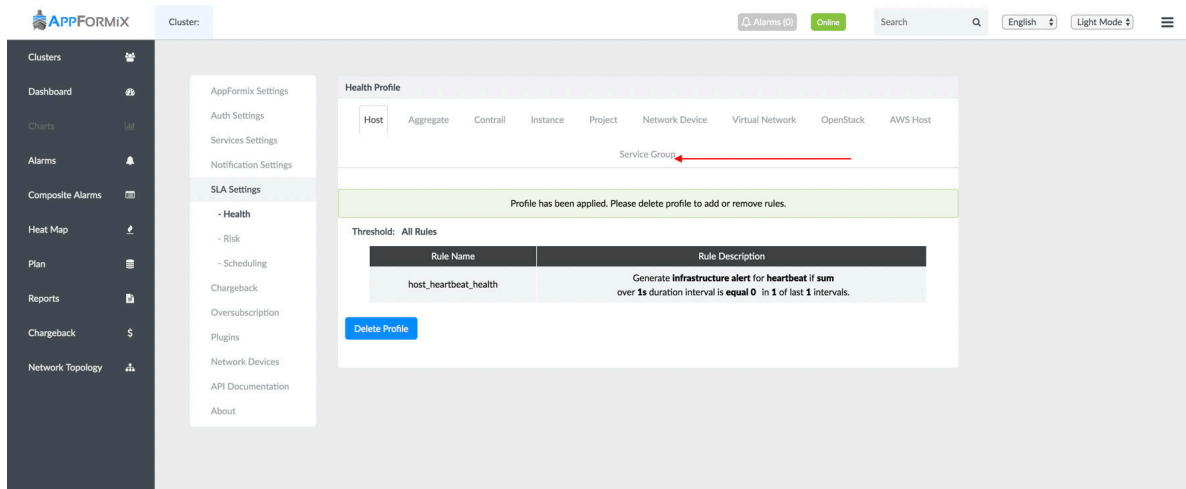 APPFORMIX
Cluster:
Alarms (0)
Online
Search
English
Light Mode
Clusters
Dashboard
Charts
Alarms
Composite Alarms
Heat Map
Plan
Reports
Chargeback
Network Topology
AppFormix Settings
Auth Settings
Services Settings
Notification Settings
SLA Settings
- Health
- Risk
- Scheduling
Chargeback
Oversubscription
Plugins
Network Devices
API Documentation
About
Health Profile
Host Aggregate Contrail Instance Project Network Device Virtual Network OpenStack AWS Host
Service Group
Profile has been applied. Please delete profile to add or remove rules.
Threshold: All Rules
Rule Name Rule Description
host_heartbeat_health
Generate infrastructure alert for heartbeat if sum
over 1s duration interval is equal 0 in 1 of last 1 intervals.
Delete Profile